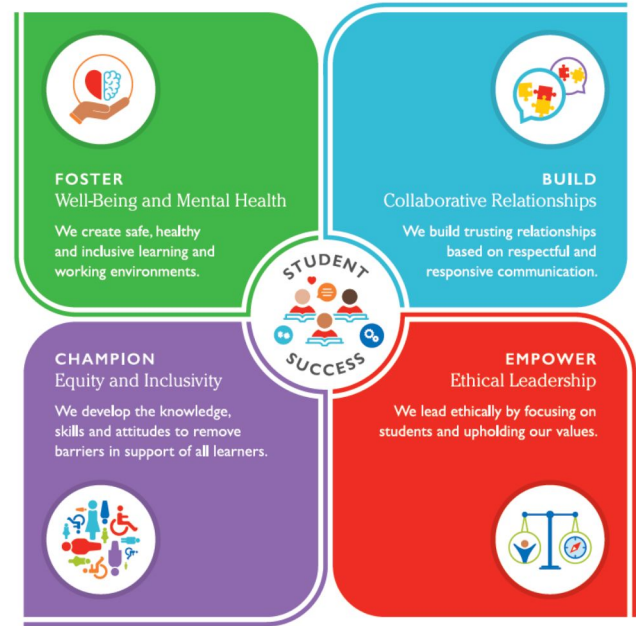 FOSTER
Well-Being and Mental Health
We create safe, healthy
and inclusive learning and
working environments.
BUILD
Collaborative Relationships
We build trusting relationships
based on respectful and
responsive communication.
STUDENT
SUCCESS
CHAMPION
Equity and Inclusivity
We develop the knowledge,
skills and attitudes to remove
barriers in support of all learners.
EMPOWER
Ethical Leadership
We lead ethically by focusing on
students and upholding our values.